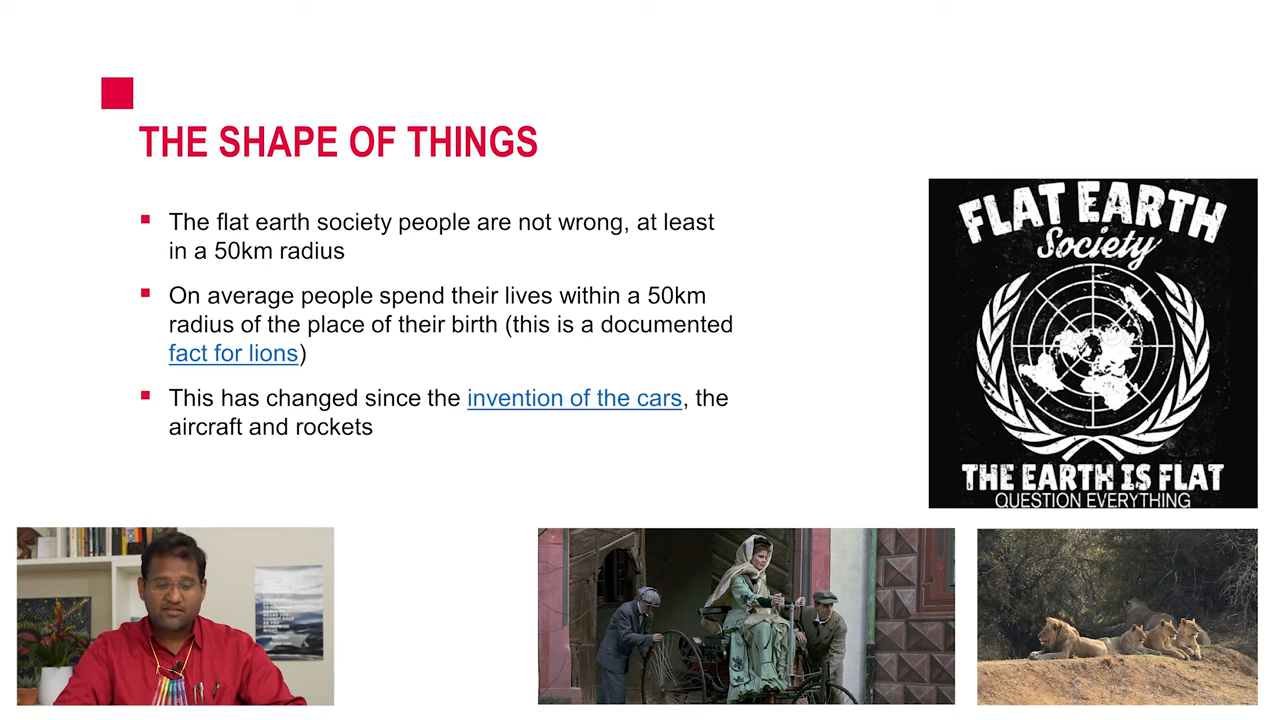 THE SHAPE OF THINGS
The flat earth society people are not wrong, at least
in a 50km radius
On average people spend their lives within a 50km
radius of the place of their birth (this is a documented
fact for lions)
This has changed since the invention of the cars, the
aircraft and rockets
FLAT EARTH
Society
THE EARTH IS FLAT
QUESTION EVERYTHING